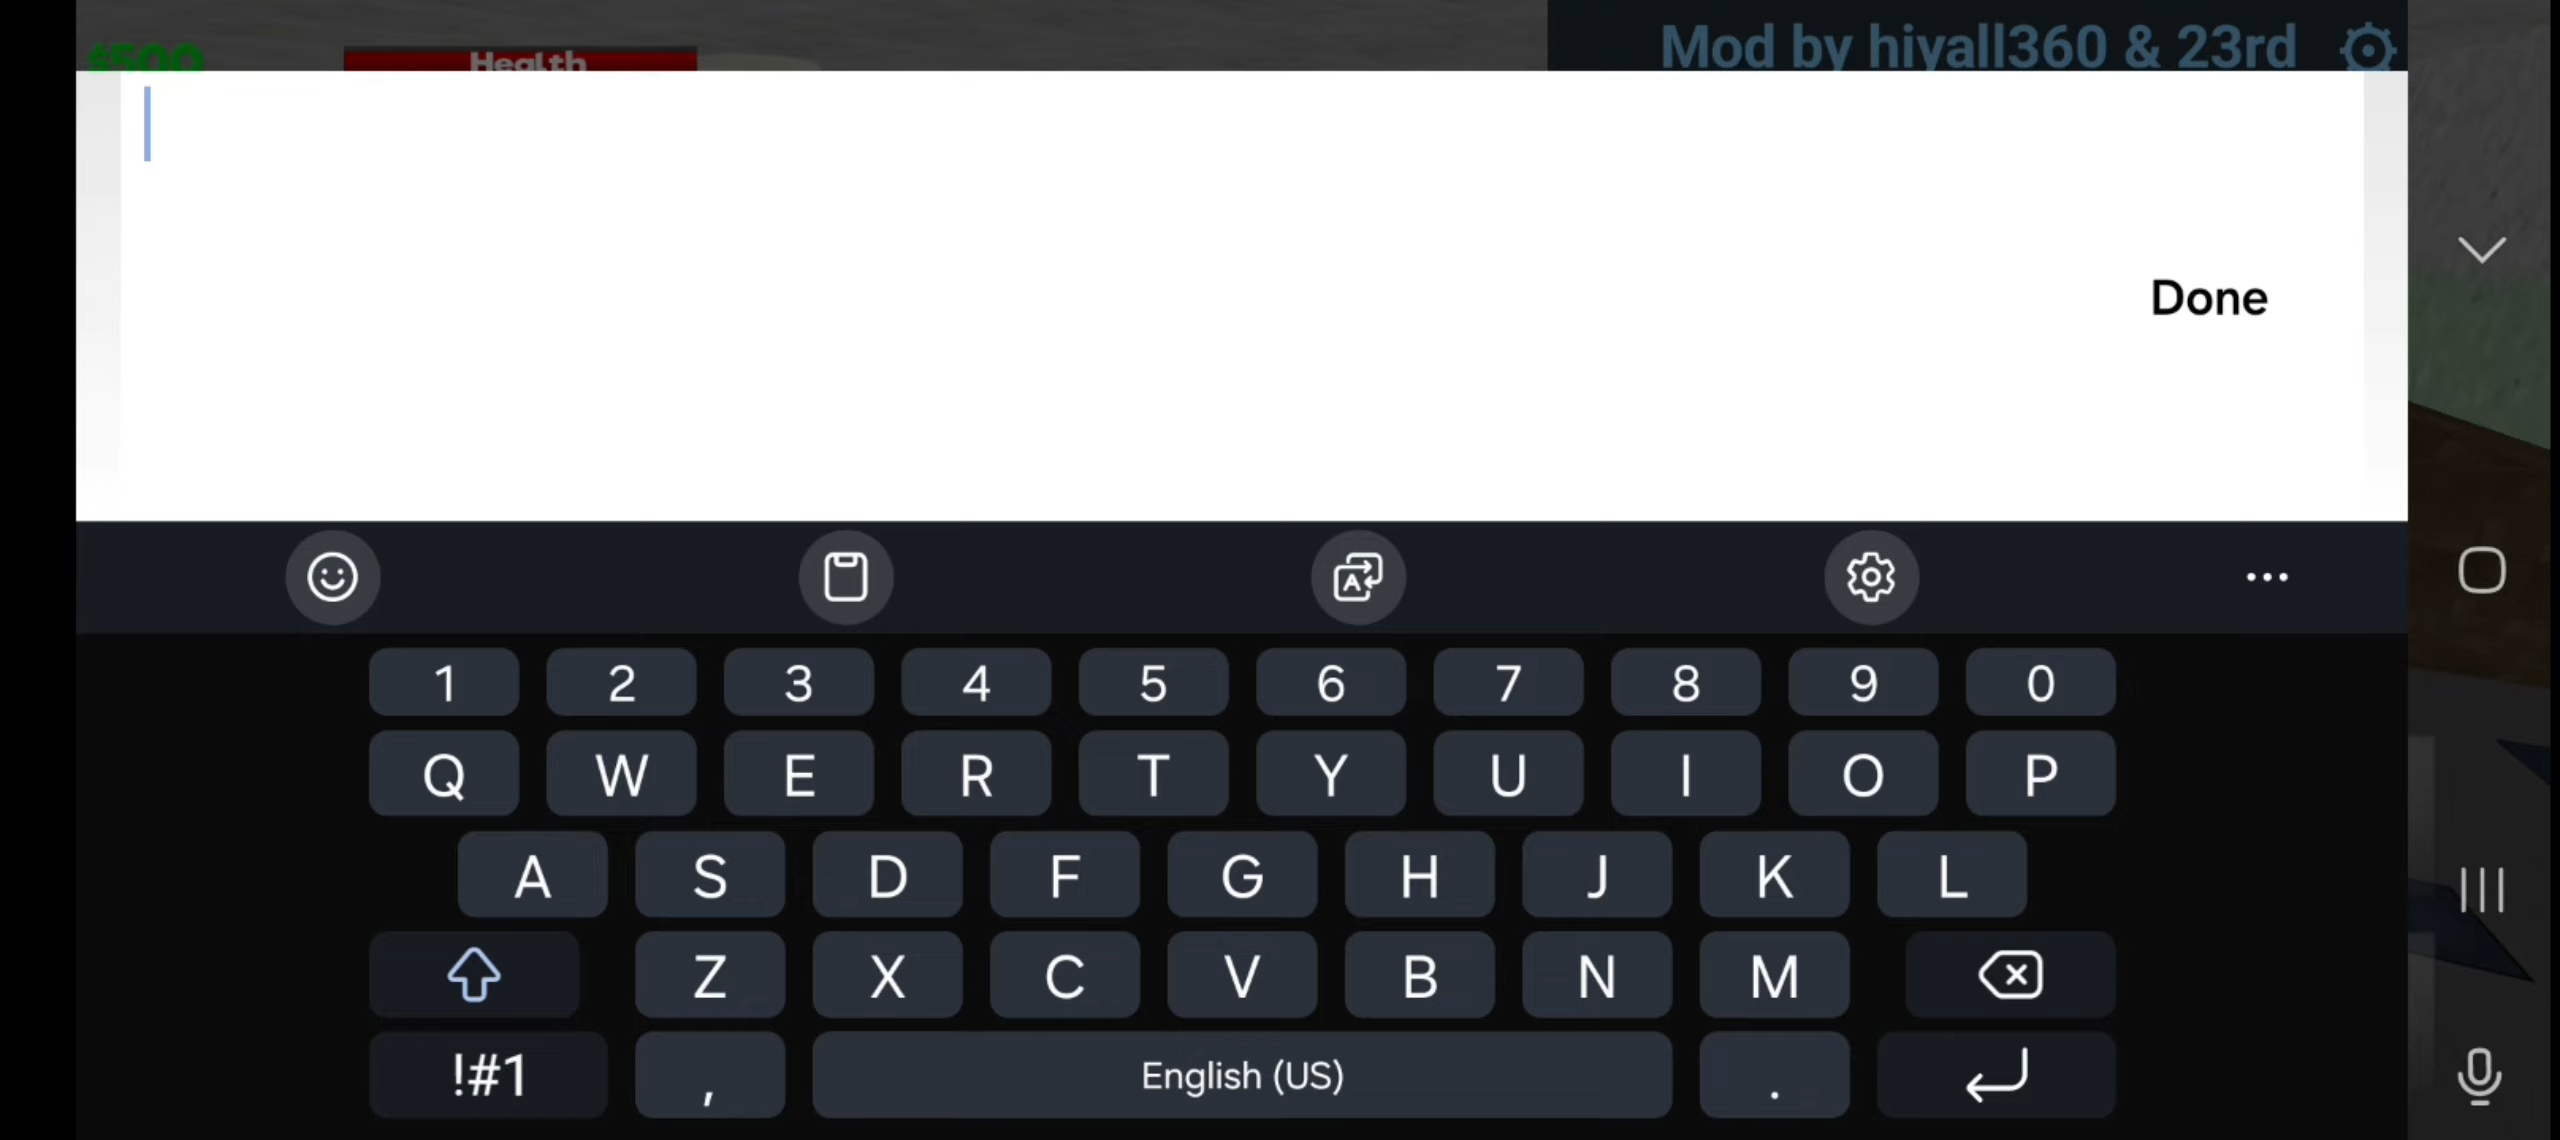 $500
Health
Mod by hiyall360 & 23rd
Done
1 2 3 4 5 6 7 8 9 0
Q W E R T Y U I O P
A S D F G H J K L
Z X C V B N M
!#1 , English (US) .